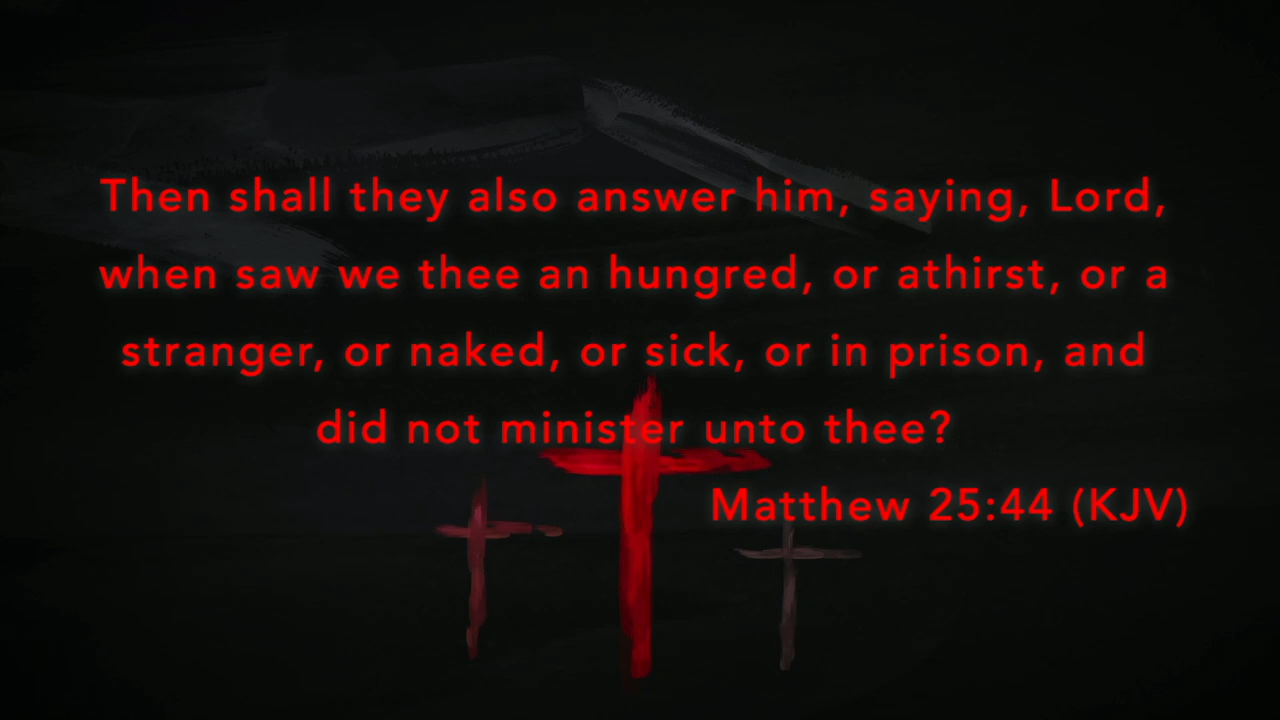 Then shall they also answer him, saying, Lord,
when saw we thee an hungred, or athirst, or a
stranger, or naked, or sick, or in prison, and
did not minister unto thee?
Matthew 25:44 (KJV)